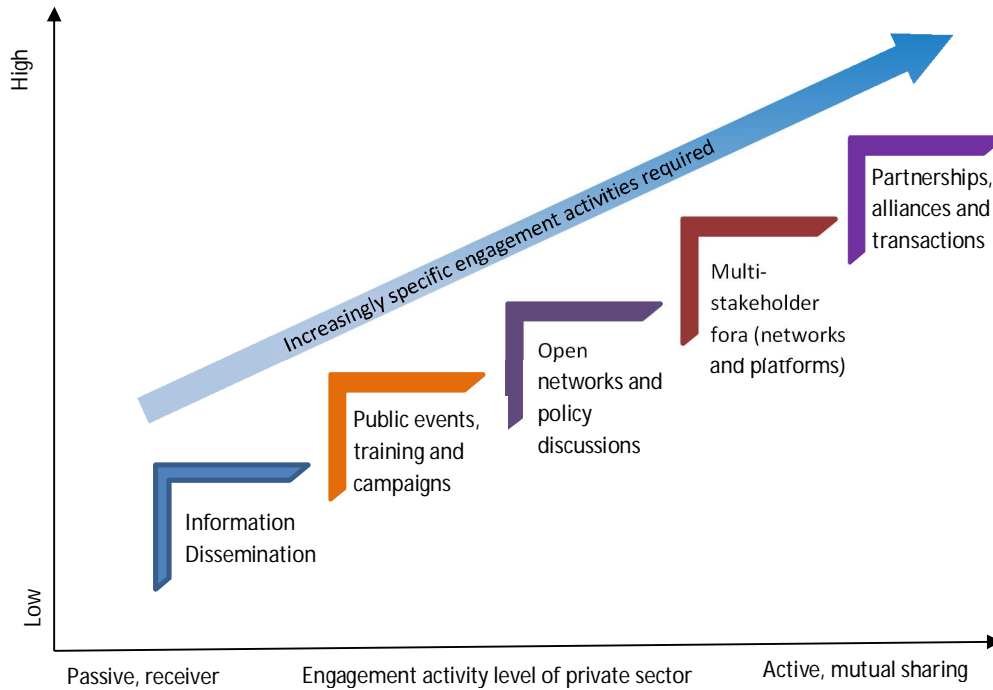 High
Increasingly specific engagement activities required
Partnerships,
alliances and
transactions
Multi-
stakeholder
fora (networks
and platforms)
Open
networks and
policy
discussions
Public events,
training and
campaigns
Information
Dissemination
Low
Passive, receiver
Engagement activity level of private sector
Active, mutual sharing